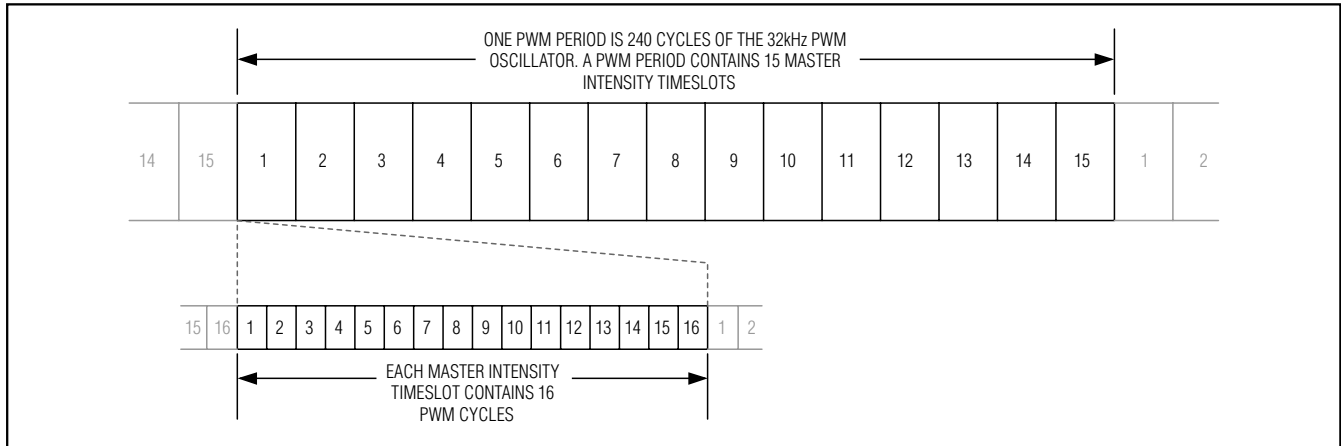 ONE PWM PERIOD IS 240 CYCLES OF THE 32kHz PWM
OSCILLATOR. A PWM PERIOD CONTAINS 15 MASTER
INTENSITY TIMESLOTS
14 15 1 2 3 4 5 6 7 8 9 10 11 12 13 14 15 1 2
15 16 1 2 3 4 5 6 7 8 9 10 11 12 13 14 15 16 1 2
EACH MASTER INTENSITY
TIMESLOT CONTAINS 16
PWM CYCLES